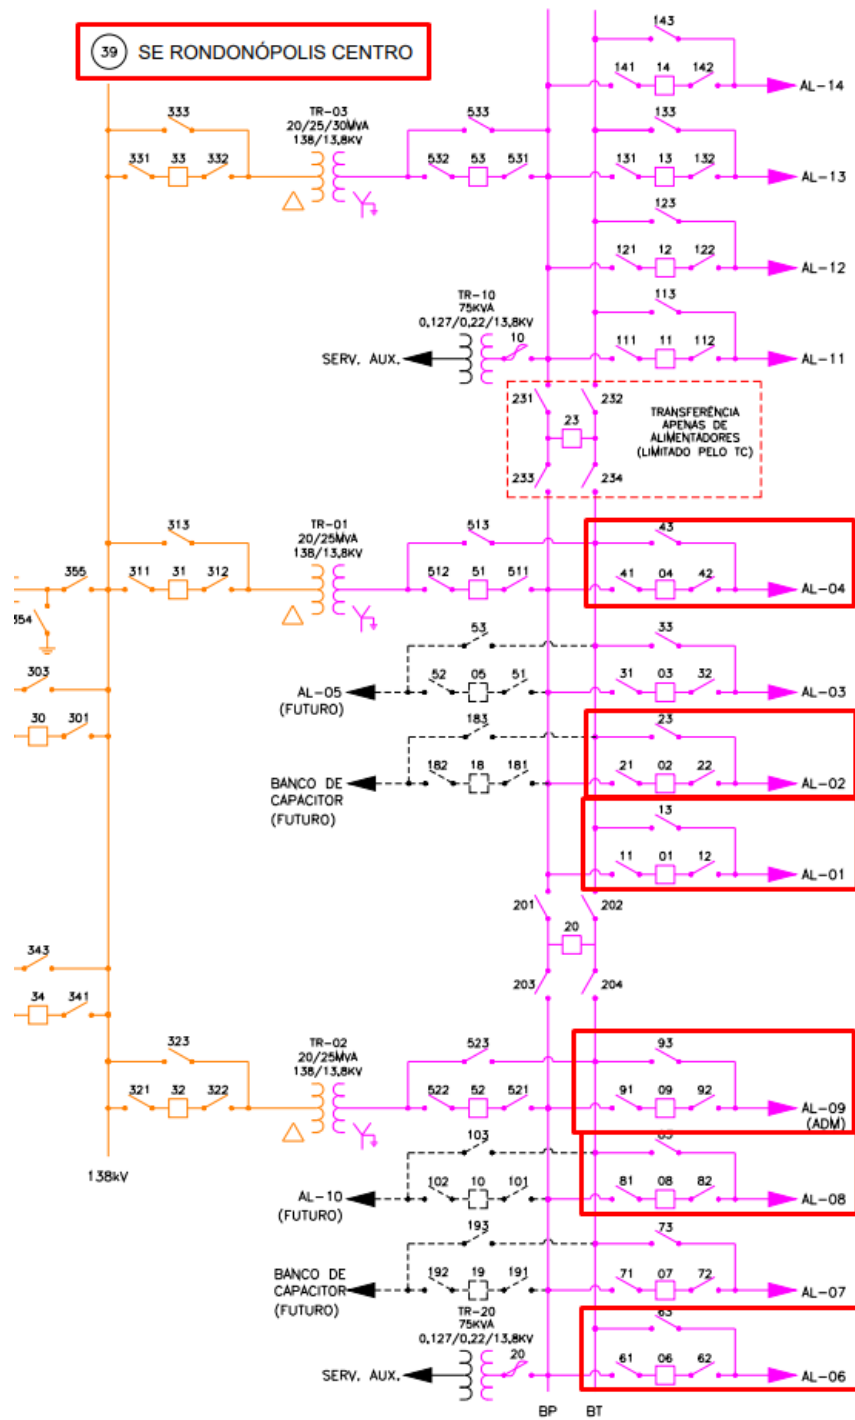 39 SE RONDONÓPOLIS CENTRO
143
141 14 142
AL-14
TR-03
20/25/30MVA
138/13,8KV
333
331 33 332
533
532 53 531
133
131 13 132
AL-13
123
121 12 122
AL-12
TR-10
75KVA
0,127/0,22/13,8KV
10
SERV. AUX.
113
111 11 112
AL-11
231 232
23
233 234
TRANSFERÊNCIA
APENAS DE
ALIMENTADORES
(LIMITADO PELO TC)
TR-01
20/25MVA
138/13,8KV
313
355 311 31 312
354
513
512 51 511
43
41 04 42
AL-04
303
30 301
53
52 05 51
AL-05
(FUTURO)
33
31 03 32
AL-03
183
182 18 181
BANCO DE
CAPACITOR
(FUTURO)
23
21 02 22
AL-02
13
11 01 12
AL-01
201 202
20
203 204
343
34 341
TR-02
20/25MVA
138/13,8KV
323
321 32 322
523
522 52 521
93
91 09 92
AL-09
(ADM)
138kV
103
102 10 101
AL-10
(FUTURO)
81 08 82
AL-08
193
192 19 191
BANCO DE
CAPACITOR
(FUTURO)
73
71 07 72
AL-07
TR-20
75KVA
0,127/0,22/13,8KV
20
SERV. AUX.
63
61 06 62
AL-06
BP BT